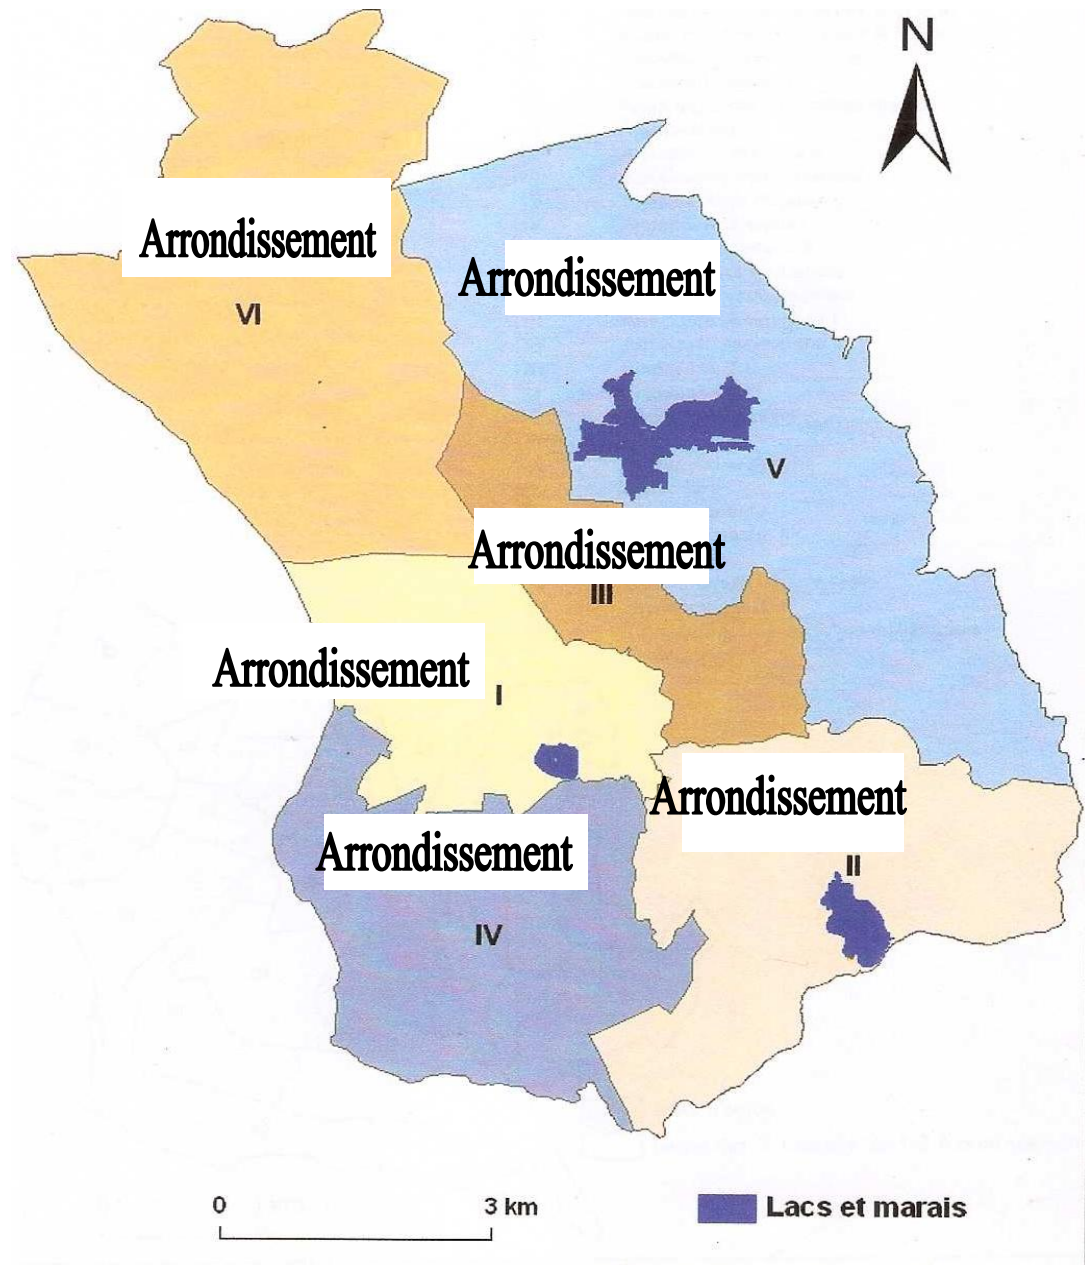 N
Arrondissement
VI
Arrondissement
V
Arrondissement
III
Arrondissement
I
Arrondissement
II
Arrondissement
IV
0 3 km
Lacs et marais